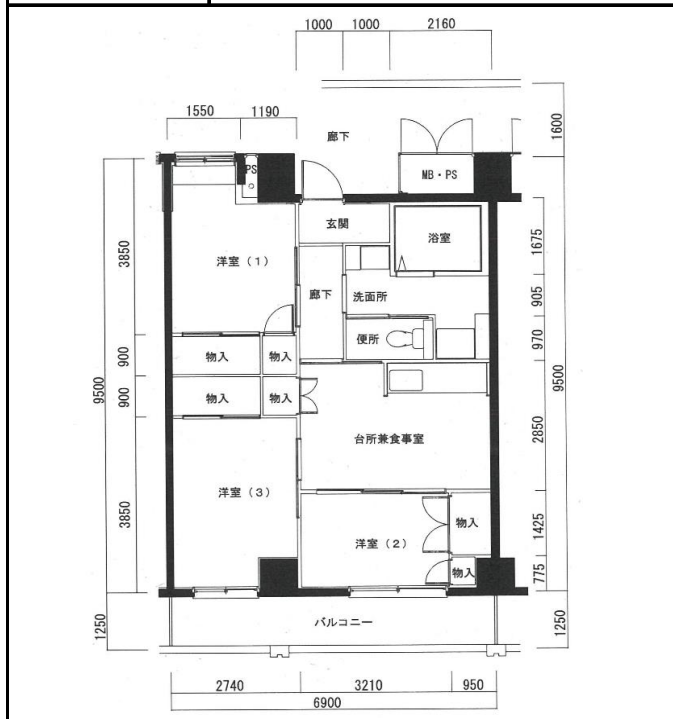 1000 1000 2160
1550 1190
廊下
1600
PS
MB・PS
玄関
浴室
1675
3850
洋室(1)
廊下
洗面所
905
便所
970
900
物入 物入
9500
9500
900
物入 物入
台所兼食事室
2850
3850
洋室(3)
洋室(2)
物入
1425
物入
775
1250
バルコニー
1250
2740 3210 950
6900